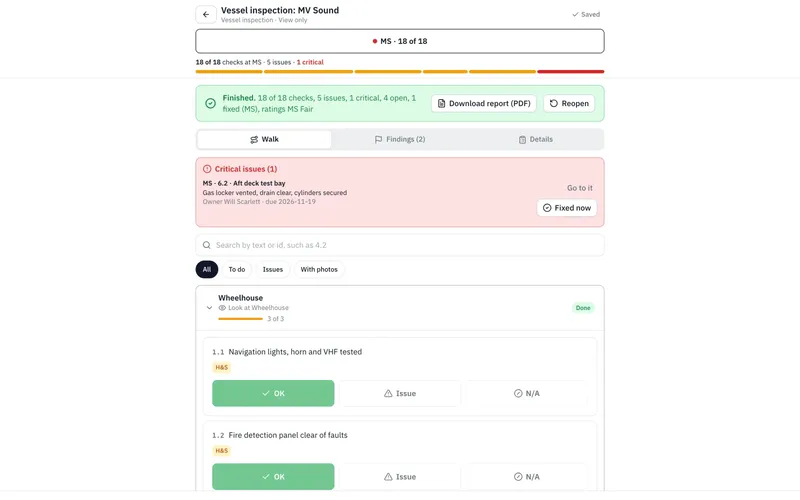 Vessel inspection: MV Sound
Vessel inspection · View only
Saved
MS · 18 of 18
18 of 18 checks at MS · 5 issues · 1 critical
Finished. 18 of 18 checks, 5 issues, 1 critical, 4 open, 1
fixed (MS), ratings MS Fair
Download report (PDF)
Reopen
Walk
Findings (2)
Details
Critical issues (1)
MS · 6.2 · Aft deck test bay
Gas locker vented, drain clear, cylinders secured
Owner Will Scarlett · due 2026-11-19
Go to it
Fixed now
Search by text or id, such as 4.2
All
To do
Issues
With photos
Wheelhouse
Look at Wheelhouse
3 of 3
Done
1.1 Navigation lights, horn and VHF tested
H&S
OK
Issue
N/A
1.2 Fire detection panel clear of faults
H&S
OK
Issue
N/A